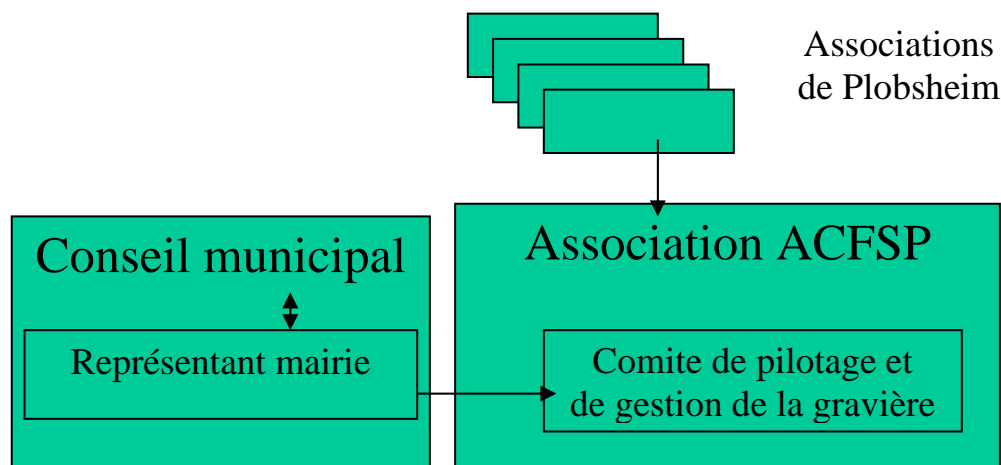 Associations
de Plobsheim
Conseil municipal
Représentant mairie
Association ACFSP
Comite de pilotage et
de gestion de la gravière